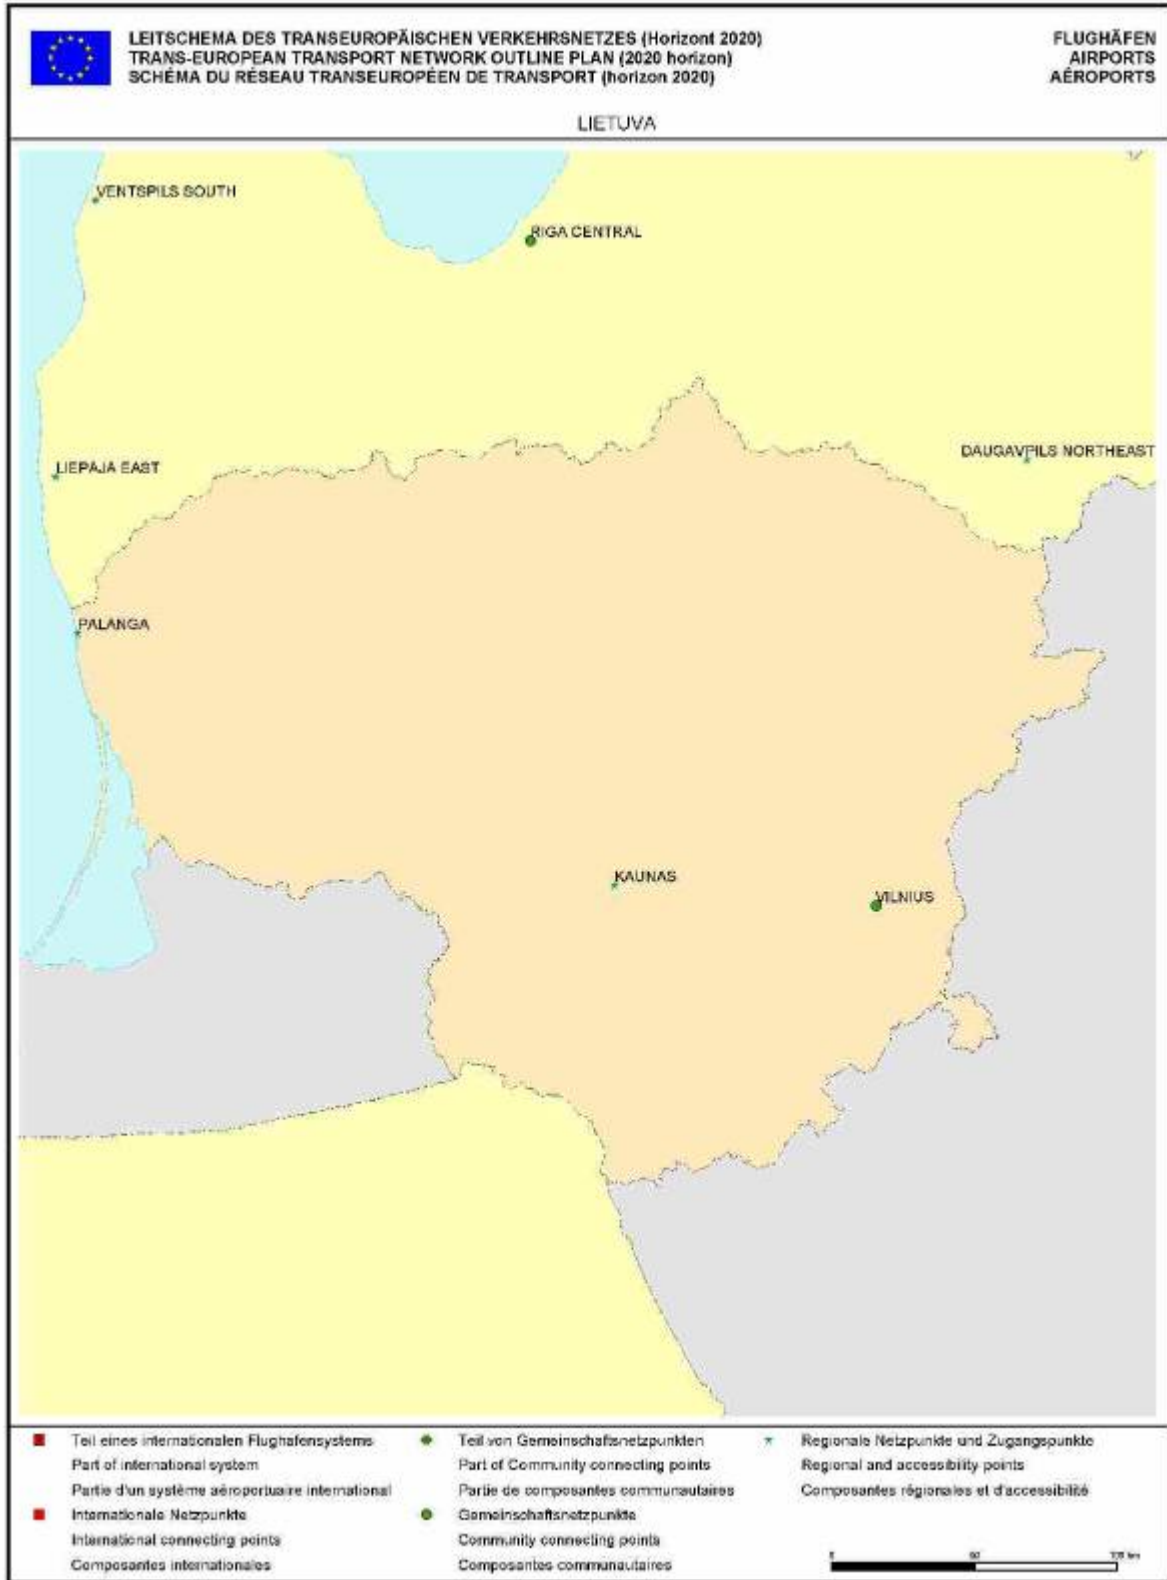 LEITSCHEMA DES TRANSEUROPÄISCHEN VERKEHRSNETZES (Horizont 2020)
TRANS-EUROPEAN TRANSPORT NETWORK OUTLINE PLAN (2020 horizon)
SCHÉMA DU RÉSEAU TRANSEUROPÉEN DE TRANSPORT (horizon 2020)
FLUGHÄFEN
AIRPORTS
AÉROPORTS
LIETUVA
VENTSPILS SOUTH
RIGA CENTRAL
DAUGAVPILS NORTHEAST
LIEPAJA EAST
PALANGA
KAUNAS
VILNIUS
Teil eines internationalen Flughafensystems
Part of international system
Partie d'un système aéroportuaire international
Internationale Netzpunkte
International connecting points
Composantes internationales
Teil von Gemeinschaftsnetzpunkten
Part of Community connecting points
Partie de composantes communautaires
Gemeinschaftsnetzpunkte
Community connecting points
Composantes communautaires
Regionale Netzpunkte und Zugangspunkte
Regional and accessibility points
Composantes régionales et d'accessibilité
0 50 100 km